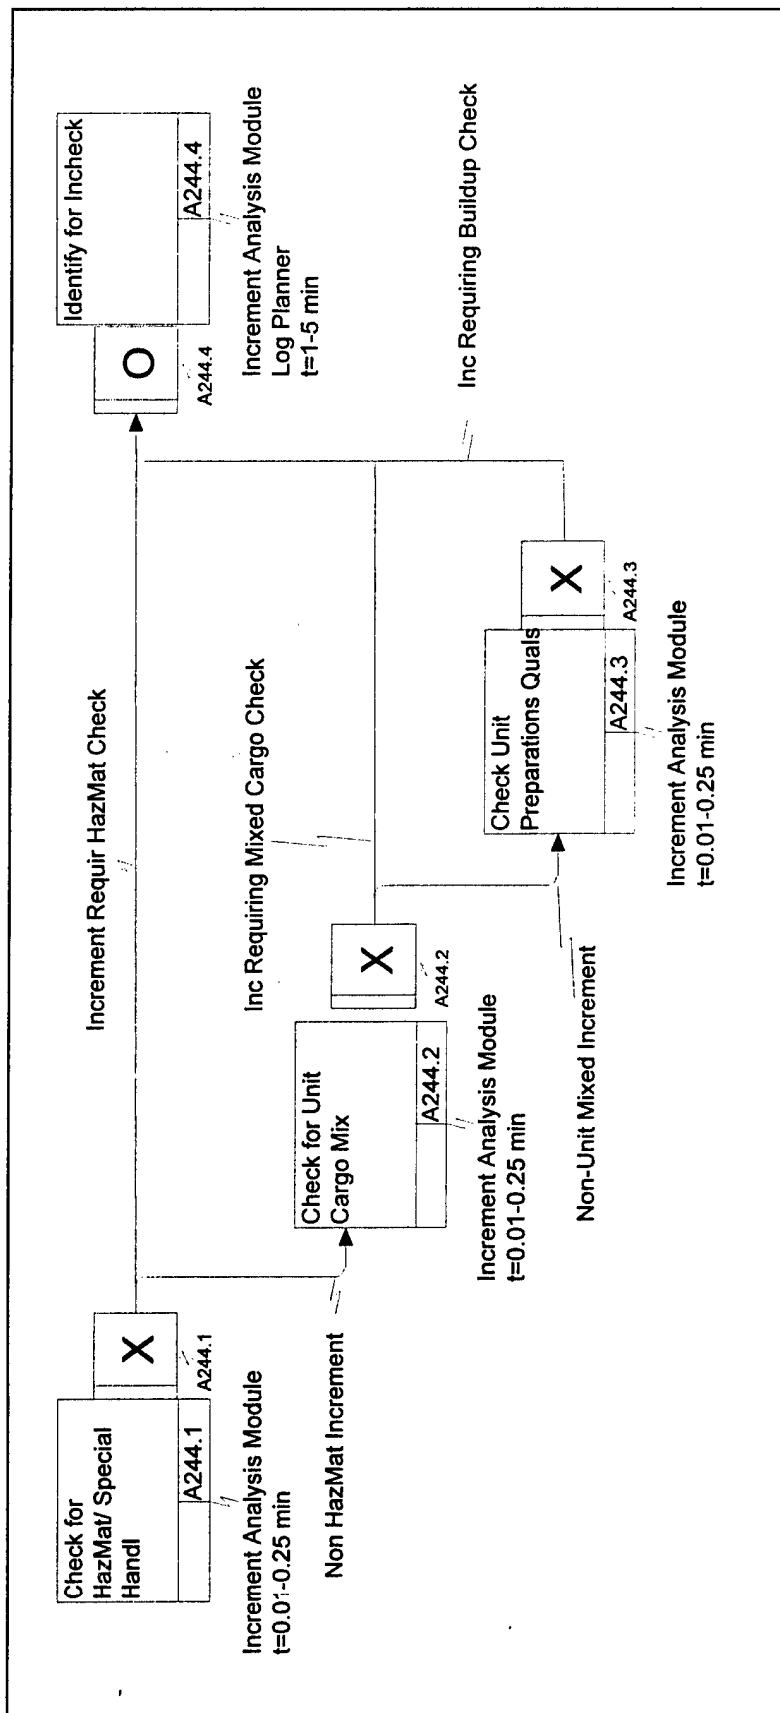 Check for
HazMat/ Special
Handl
A244.1
X
A244.1
Increment Analysis Module
t=0.01-0.25 min
Increment Requir HazMat Check
Non HazMat Increment
Identify for Incheck
A244.4
O
A244.4
Increment Analysis Module
Log Planner
t=1-5 min
Check for Unit
Cargo Mix
A244.2
X
A244.2
Increment Analysis Module
t=0.01-0.25 min
Inc Requiring Mixed Cargo Check
Non-Unit Mixed Increment
Check Unit
Preparations Quals
A244.3
X
A244.3
Increment Analysis Module
t=0.01-0.25 min
Inc Requiring Buildup Check